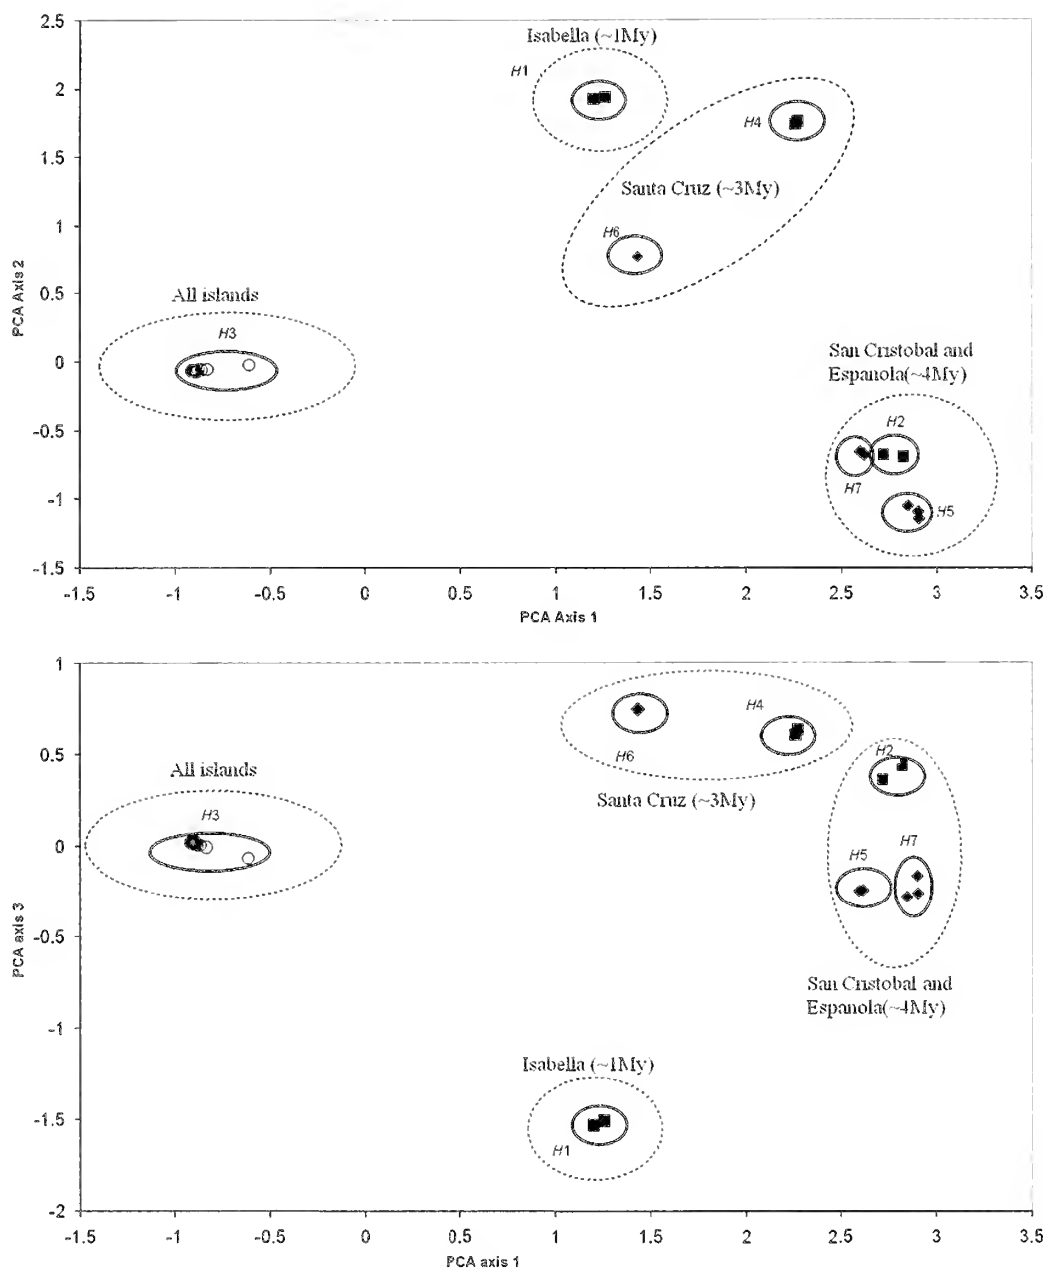 2.5
Isabella (~1My)
H1
2
H4
1.5
Santa Cruz (~3My)
1
H6
0.5
All islands
H3
0
San Cristobal and
Espanola(~4My)
H2
-0.5
H7
-1
H5
-1.5
PCA Axis 2
-1.5 -1 -0.5 0 0.5 1 1.5 2 2.5 3 3.5
PCA Axis 1
1
H4
H6
H2
0.5
Santa Cruz (~3My)
All islands
H3
0
H5 H7
-0.5
San Cristobal and
Espanola(~4My)
-1
Isabella (~1My)
-1.5
H1
-2
PCA axis 3
-1.5 -1 -0.5 0 0.5 1 1.5 2 2.5 3 3.5
PCA axis 1